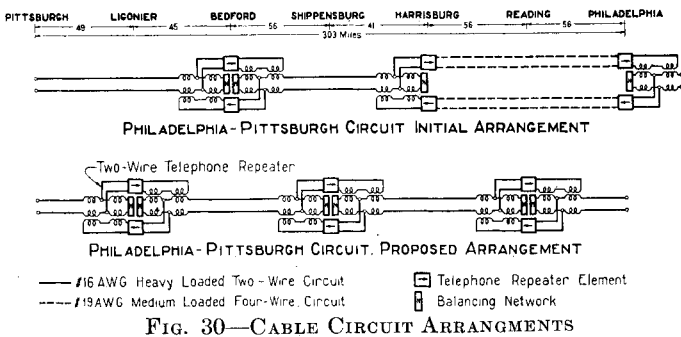 PITTSBURGH LIGONIER BEDFORD SHIPPENSBURG HARRISBURG READING PHILADELPHIA
49 45 56 41 56 56
303 Miles
PHILADELPHIA-PITTSBURGH CIRCUIT INITIAL ARRANGEMENT
Two-Wire Telephone Repeater
PHILADELPHIA-PITTSBURGH CIRCUIT. PROPOSED ARRANGEMENT
#16 AWG Heavy Loaded Two-Wire Circuit
Telephone Repeater Element
#19 AWG Medium Loaded Four-Wire, Circuit
Balancing Network
FIG. 30—CABLE CIRCUIT ARRANGMENTS